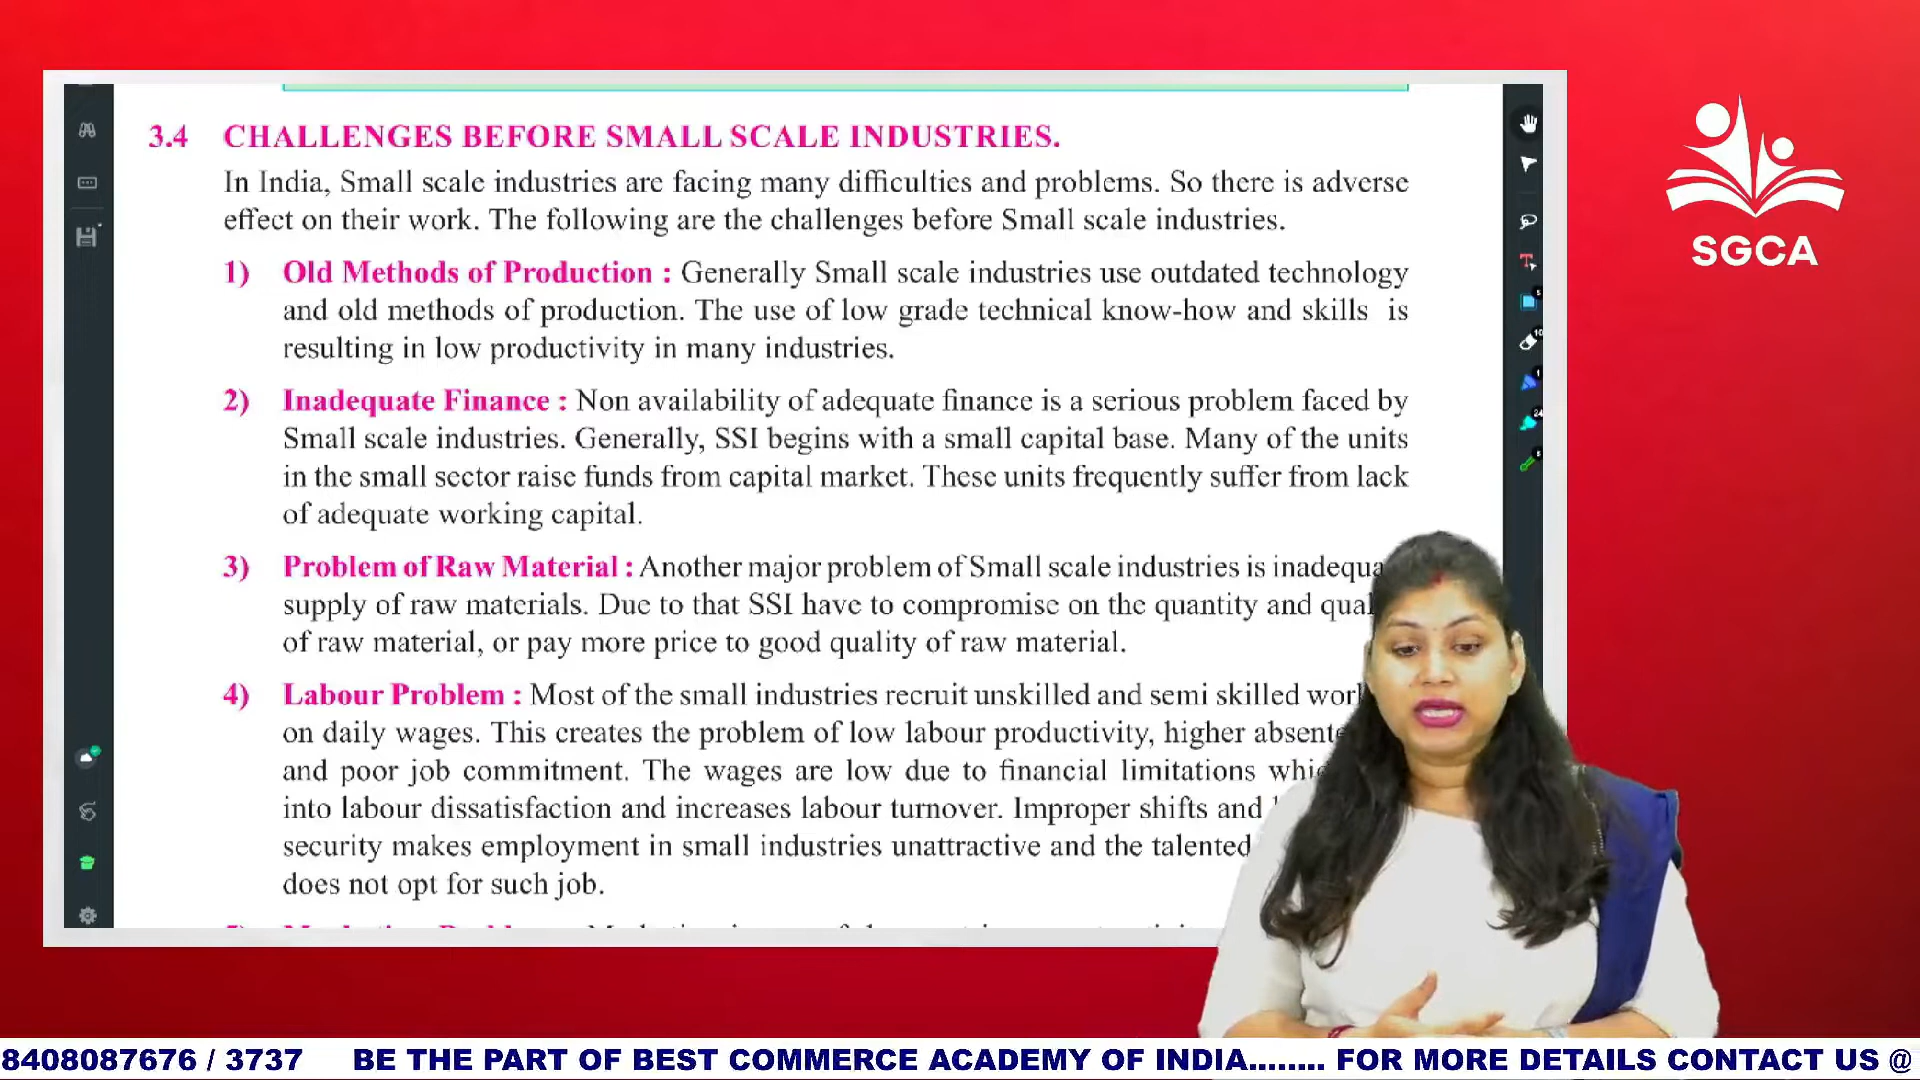 3.4 CHALLENGES BEFORE SMALL SCALE INDUSTRIES.
In India, Small scale industries are facing many difficulties and problems. So there is adverse
effect on their work. The following are the challenges before Small scale industries.
1) Old Methods of Production : Generally Small scale industries use outdated technology
and old methods of production. The use of low grade technical know-how and skills is
resulting in low productivity in many industries.
2) Inadequate Finance : Non availability of adequate finance is a serious problem faced by
Small scale industries. Generally, SSI begins with a small capital base. Many of the units
in the small sector raise funds from capital market. These units frequently suffer from lack
of adequate working capital.
3) Problem of Raw Material : Another major problem of Small scale industries is
supply of raw materials. Due to that SSI have to compromise on the quantity and
of raw material, or pay more price to good quality of raw material.
4) Labour Problem : Most of the small industries recruit unskilled and semi skilled
on daily wages. This creates the problem of low labour productivity, higher
and poor job commitment. The wages are low due to financial limitations
into labour dissatisfaction and increases labour turnover. Improper shifts and
security makes employment in small industries unattractive and the talented
does not opt for such job.
SGCA
8408087676 / 3737 BE THE PART OF BEST COMMERCE ACADEMY OF INDIA........ FOR MORE DETAILS CONTACT US @